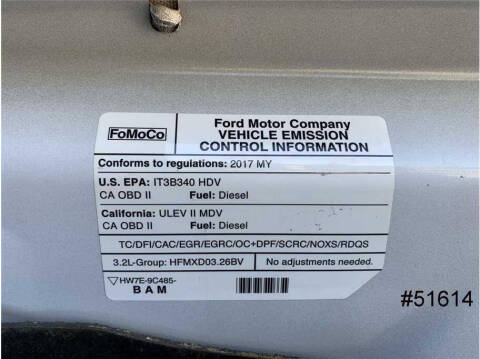 FoMoCo
Ford Motor Company
VEHICLE EMISSION
CONTROL INFORMATION
Conforms to regulations: 2017 MY
U.S. EPA: IT3B340 HDV
CA OBD II Fuel: Diesel
California: ULEV II MDV
CA OBD II Fuel: Diesel
TC/DFI/CAC/EGR/EGRC/OC+DPF/SCRC/NOXS/RDQS
3.2L-Group: HFMXD03.26BV No adjustments needed.
HW7E-9C485-
BAM
#51614